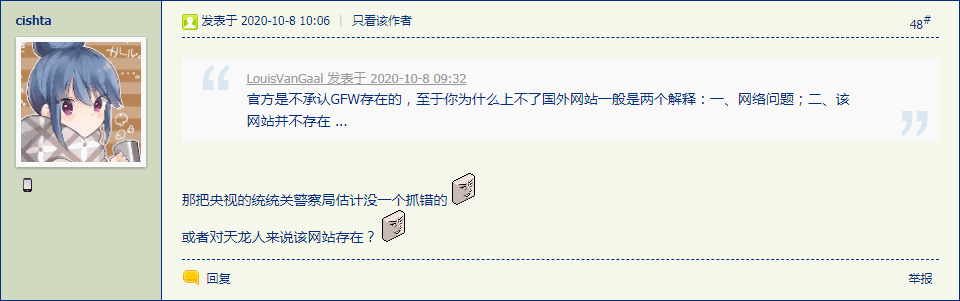 cishta
发表于 2020-10-8 10:06 | 只看该作者
48#
LouisVanGaal 发表于 2020-10-8 09:32
官方是不承认GFW存在的，至于你为什么上不了国外网站一般是两个解释：一、网络问题；二、该
网站并不存在 ...
那把央视的统统关警察局估计没一个抓错的
或者对天龙人来说该网站存在？
回复
举报